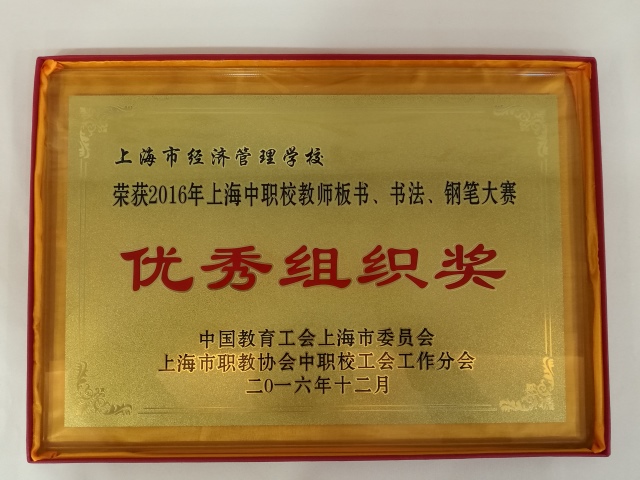 上海市经济管理学校
荣获2016年上海中职校教师板书、书法、钢笔大赛
优秀组织奖
中国教育工会上海市委员会
上海市职教协会中职校工会工作分会
二0一六年十二月